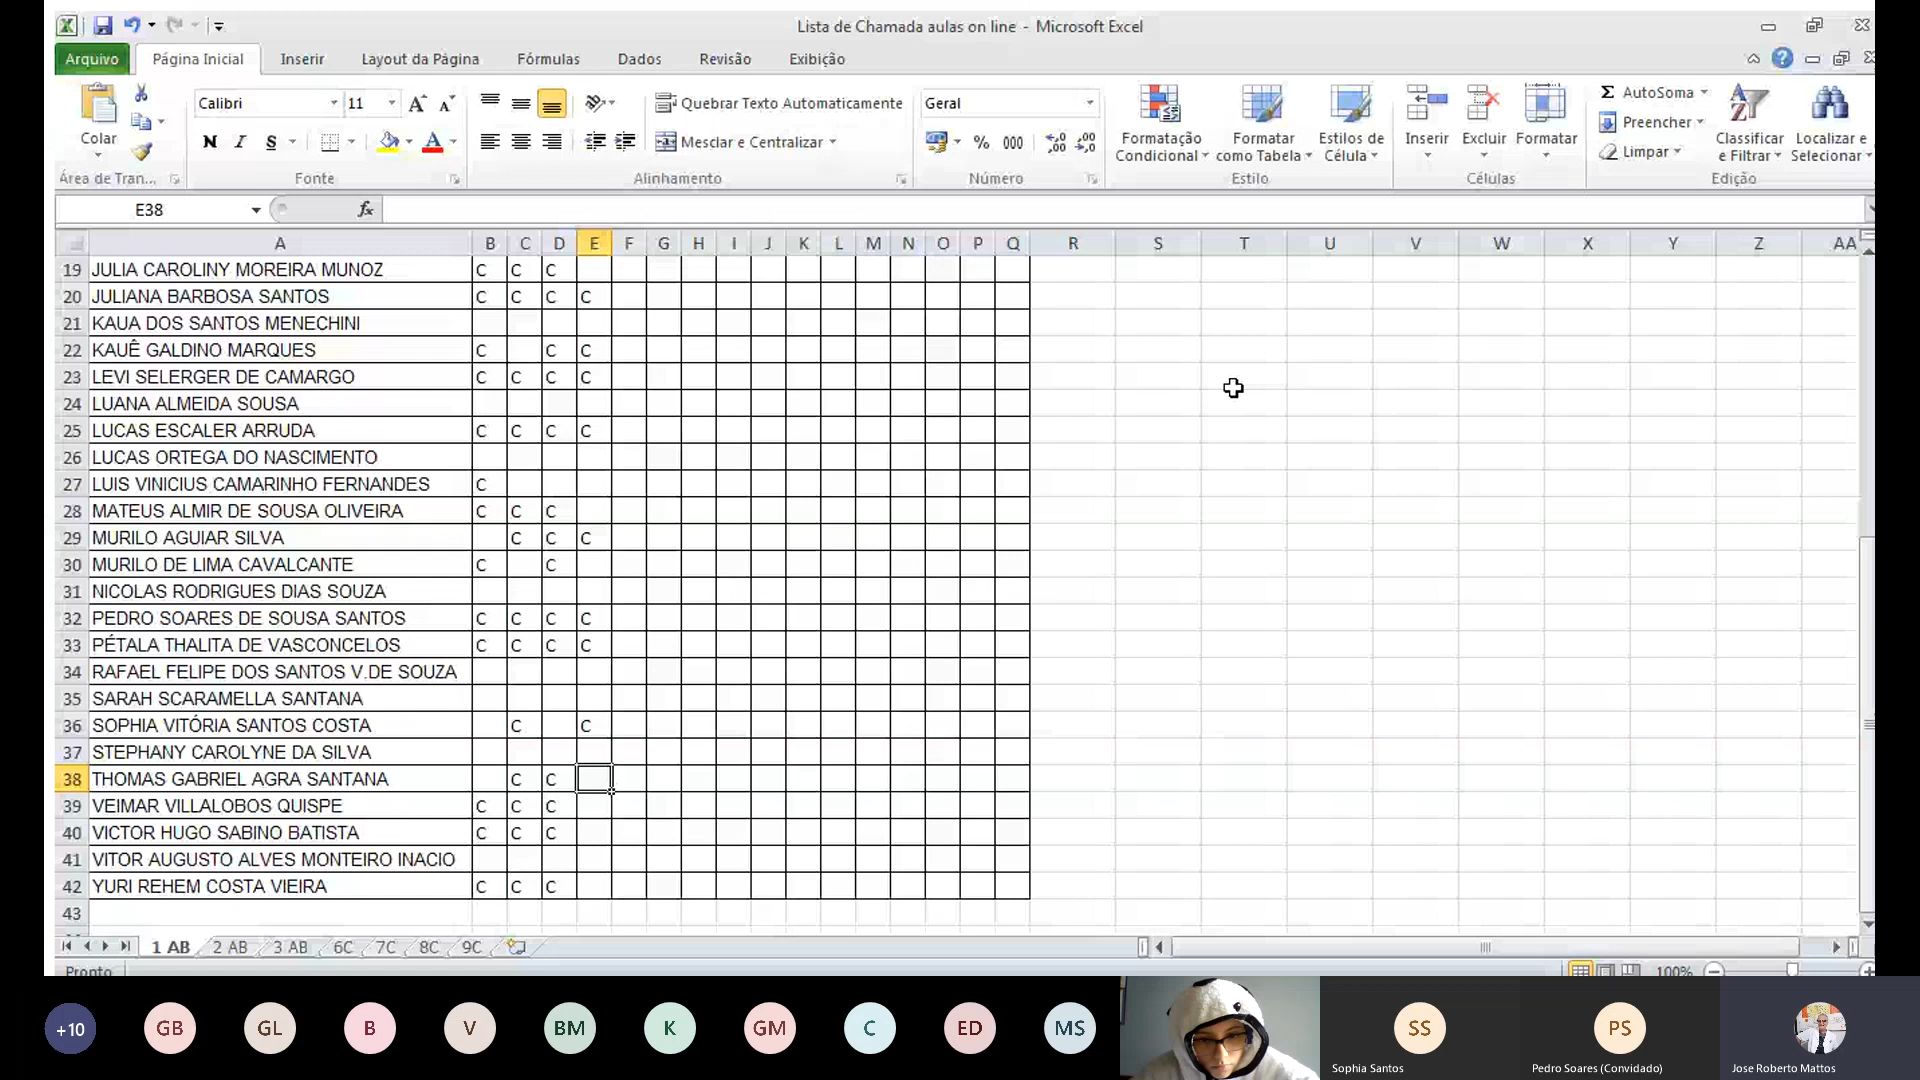 Lista de Chamada aulas on line - Microsoft Excel
Arquivo Página Inicial Inserir Layout da Página Fórmulas Dados Revisão Exibição
Calibri 11 A A Quebrar Texto Automaticamente Geral Σ AutoSoma
Colar N I S A Mesclar e Centralizar % 000 ,00 ,00 Formatação Condicional Formatar como Tabela Estilos de Célula Inserir Excluir Formatar Preencher Limpar Classificar e Filtrar Localizar e Selecionar
Área de Tran... Fonte Alinhamento Número Estilo Células Edição
E38 fx
A B C D E F G H I J K L M N O P Q R S T U V W X Y Z AA
19 JULIA CAROLINY MOREIRA MUNOZ C C C
20 JULIANA BARBOSA SANTOS C C C C
21 KAUA DOS SANTOS MENECHINI
22 KAUÊ GALDINO MARQUES C C C
23 LEVI SELERGER DE CAMARGO C C C C
24 LUANA ALMEIDA SOUSA
25 LUCAS ESCALER ARRUDA C C C C
26 LUCAS ORTEGA DO NASCIMENTO
27 LUIS VINICIUS CAMARINHO FERNANDES C
28 MATEUS ALMIR DE SOUSA OLIVEIRA C C C
29 MURILO AGUIAR SILVA C C C
30 MURILO DE LIMA CAVALCANTE C C
31 NICOLAS RODRIGUES DIAS SOUZA
32 PEDRO SOARES DE SOUSA SANTOS C C C C
33 PÉTALA THALITA DE VASCONCELOS C C C C
34 RAFAEL FELIPE DOS SANTOS V.DE SOUZA
35 SARAH SCARAMELLA SANTANA
36 SOPHIA VITÓRIA SANTOS COSTA C C
37 STEPHANY CAROLYNE DA SILVA
38 THOMAS GABRIEL AGRA SANTANA C C
39 VEIMAR VILLALOBOS QUISPE C C C
40 VICTOR HUGO SABINO BATISTA C C C
41 VITOR AUGUSTO ALVES MONTEIRO INACIO
42 YURI REHEM COSTA VIEIRA C C C
43
1 AB 2 AB 3 AB 6C 7C 8C 9C
Pronto 100%
+10 GB GL B V BM K GM C ED MS SS PS
Sophia Santos Pedro Soares (Convidado) Jose Roberto Mattos